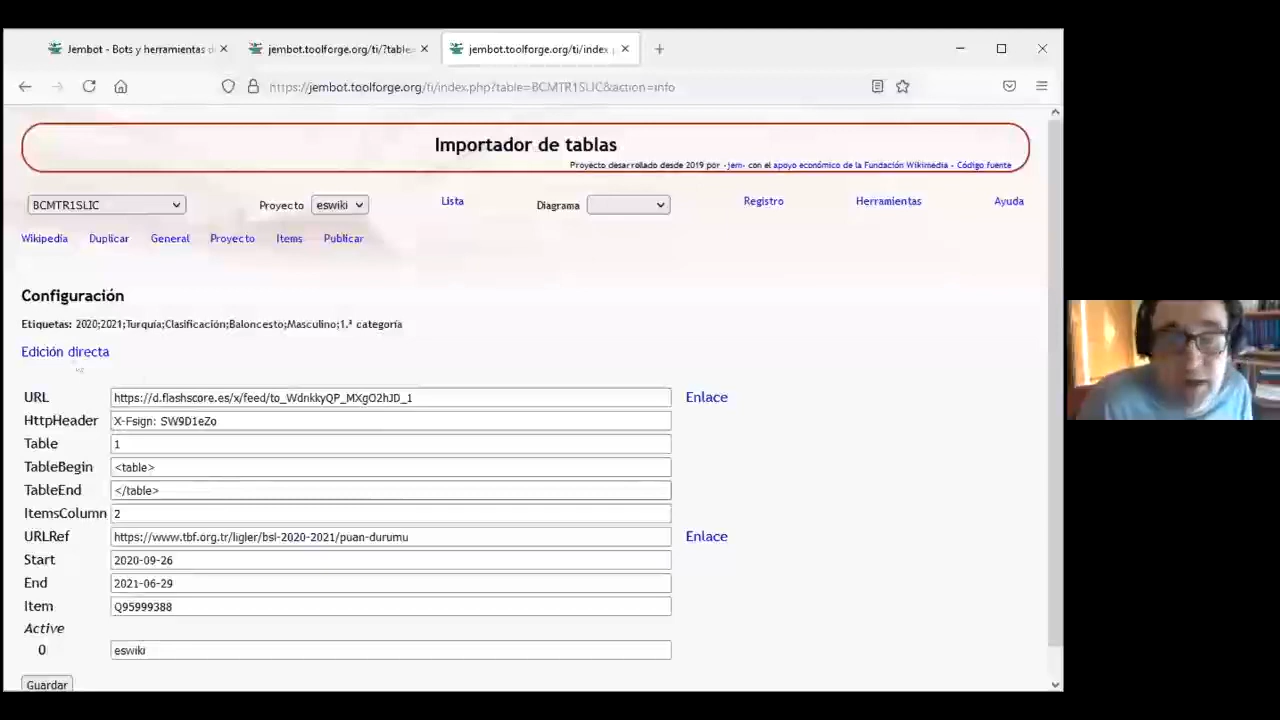 Jembot - Bots y herramientas d
jembot.toolforge.org/ti/?table=
jembot.toolforge.org/ti/index.p
https://jembot.toolforge.org/ti/index.php?table=BCMTR1SLIC&action=info
Importador de tablas
Proyecto desarrollado desde 2019 por -jem- con el apoyo económico de la Fundación Wikimedia - Código fuente
BCMTR1SLIC Proyecto eswiki Lista Diagrama Registro Herramientas Ayuda
Wikipedia Duplicar General Proyecto Items Publicar
Configuración
Etiquetas: 2020;2021;Turquía;Clasificación;Baloncesto;Masculino;1.ª categoría
Edición directa
URL https://d.flashscore.es/x/feed/to_WdnkkyQP_MXgO2hJD_1 Enlace
HttpHeader X-Fsign: SW9D1eZo
Table 1
TableBegin <table>
TableEnd </table>
ItemsColumn 2
URLRef https://www.tbf.org.tr/ligler/bsl-2020-2021/puan-durumu Enlace
Start 2020-09-26
End 2021-06-29
Item Q95999388
Active
0 eswiki
Guardar